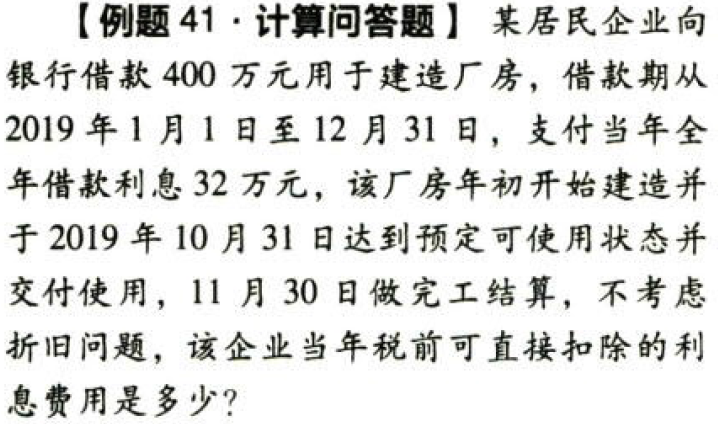 【例题 41·计算问答题】 某居民企业向
银行借款 400 万元用于建造厂房，借款期从
2019 年 1 月 1 日至 12 月 31 日，支付当年全
年借款利息 32 万元，该厂房年初开始建造并
于 2019 年 10 月 31 日达到预定可使用状态并
交付使用，11 月 30 日做完工结算，不考虑
折旧问题，该企业当年税前可直接扣除的利
息费用是多少？